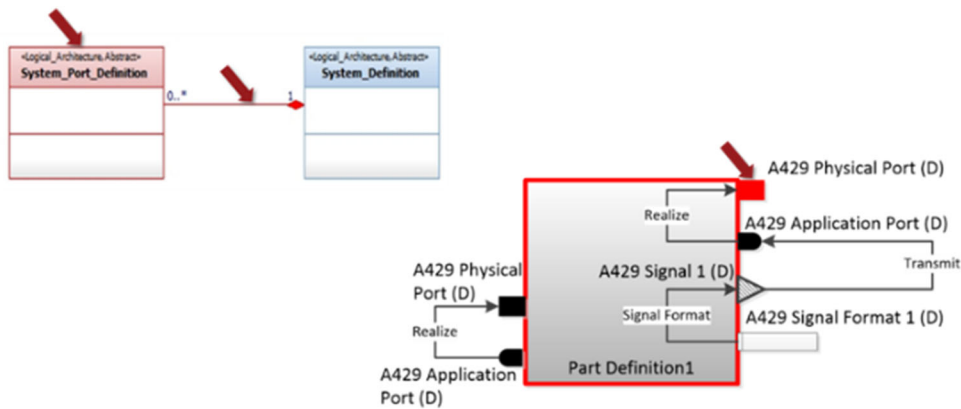 «Logical_Architecture,Abstract»
System_Port_Definition
0..*
1
«Logical_Architecture,Abstract»
System_Definition
A429 Physical Port (D)
Realize
A429 Application Port (D)
Transmit
A429 Signal 1 (D)
Signal Format
A429 Signal Format 1 (D)
Part Definition1
A429 Physical
Port (D)
Realize
A429 Application
Port (D)